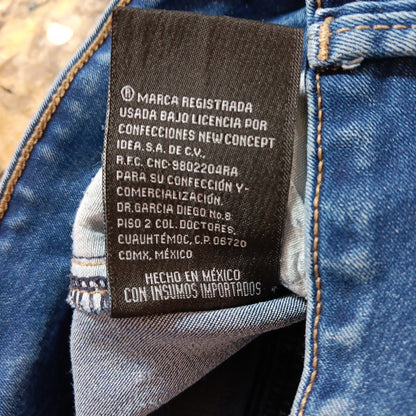 ® MARCA REGISTRADA
USADA BAJO LICENCIA POR
CONFECCIONES NEW CONCEPT
IDEA, S.A. DE C.V.,
R.F.C. CNC-9802204RA
PARA SU CONFECCIÓN Y-
COMERCIALIZACIÓN.
DR. GARCIA DIEGO No. 8
PISO 2 COL. DOCTORES,
CUAUHTÉMOC, C.P. 06720
CDMX, MÉXICO
HECHO EN MÉXICO
CON INSUMOS IMPORTADOS